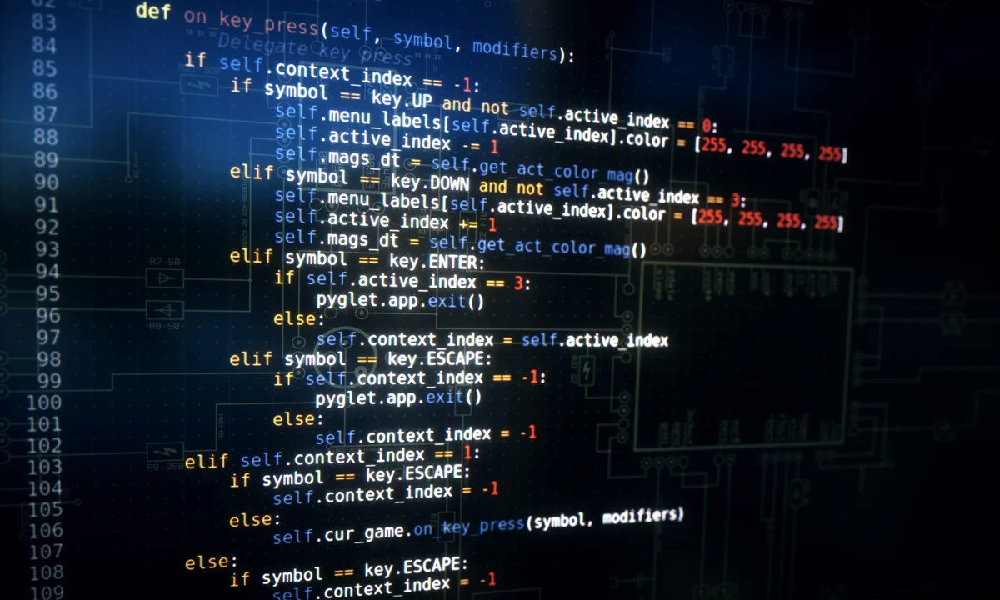 82
83 def on_key_press(self, symbol, modifiers):
84 """Delegate key press"""
85 if self.context_index == -1:
86 if symbol == key.UP and not self.active_index == 0:
87 self.menu_labels[self.active_index].color = [255, 255, 255, 255]
88 self.active_index -= 1
89 self.mags_dt = self.get_act_color_mag()
90 elif symbol == key.DOWN and not self.active_index == 3:
91 self.menu_labels[self.active_index].color = [255, 255, 255, 255]
92 self.active_index += 1
93 self.mags_dt = self.get_act_color_mag()
94 elif symbol == key.ENTER:
95 if self.active_index == 3:
96 pyglet.app.exit()
97 else:
98 self.context_index = self.active_index
99 elif symbol == key.ESCAPE:
100 if self.context_index == -1:
101 pyglet.app.exit()
102 else:
103 self.context_index = -1
104 elif self.context_index == 1:
105 if symbol == key.ESCAPE:
106 self.context_index = -1
107 else:
108 self.cur_game.on_key_press(symbol, modifiers)
109 else:
if symbol == key.ESCAPE:
self.context_index = -1
R7-50
R8-50
R9 250